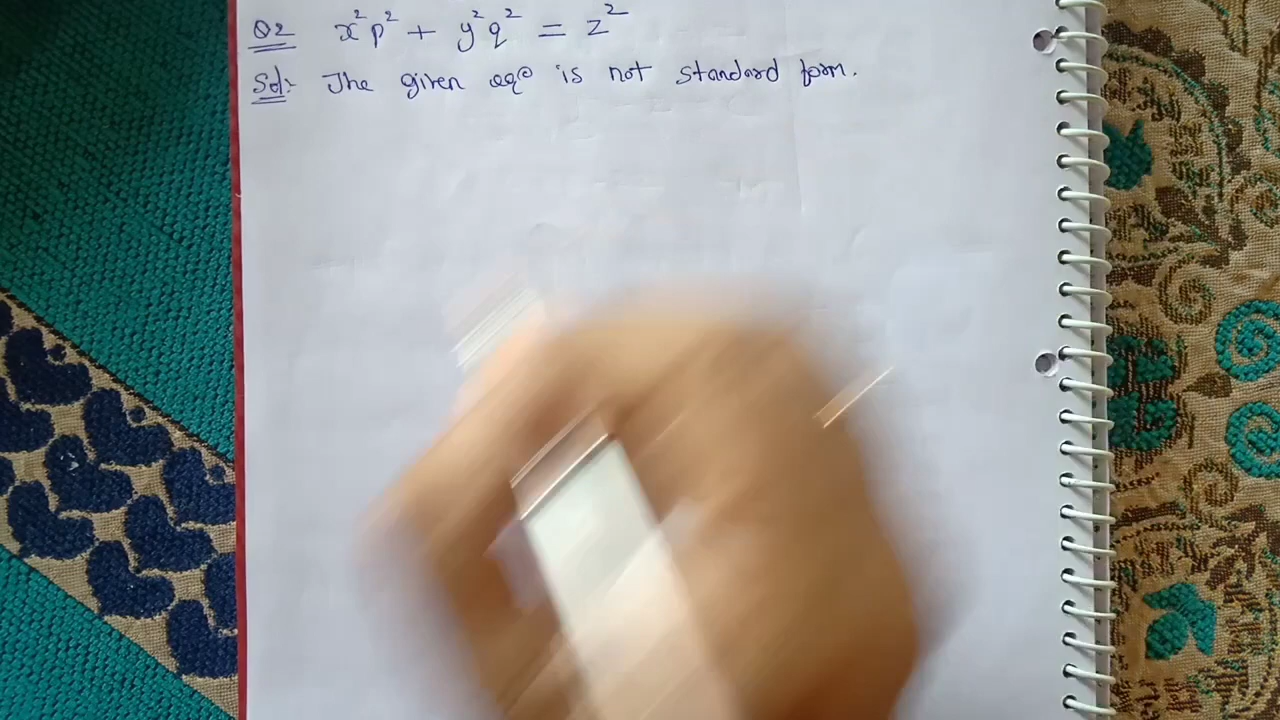 Q2 x²p² + y²q² = z²
Sol:- The given eqⁿ is not standard form.